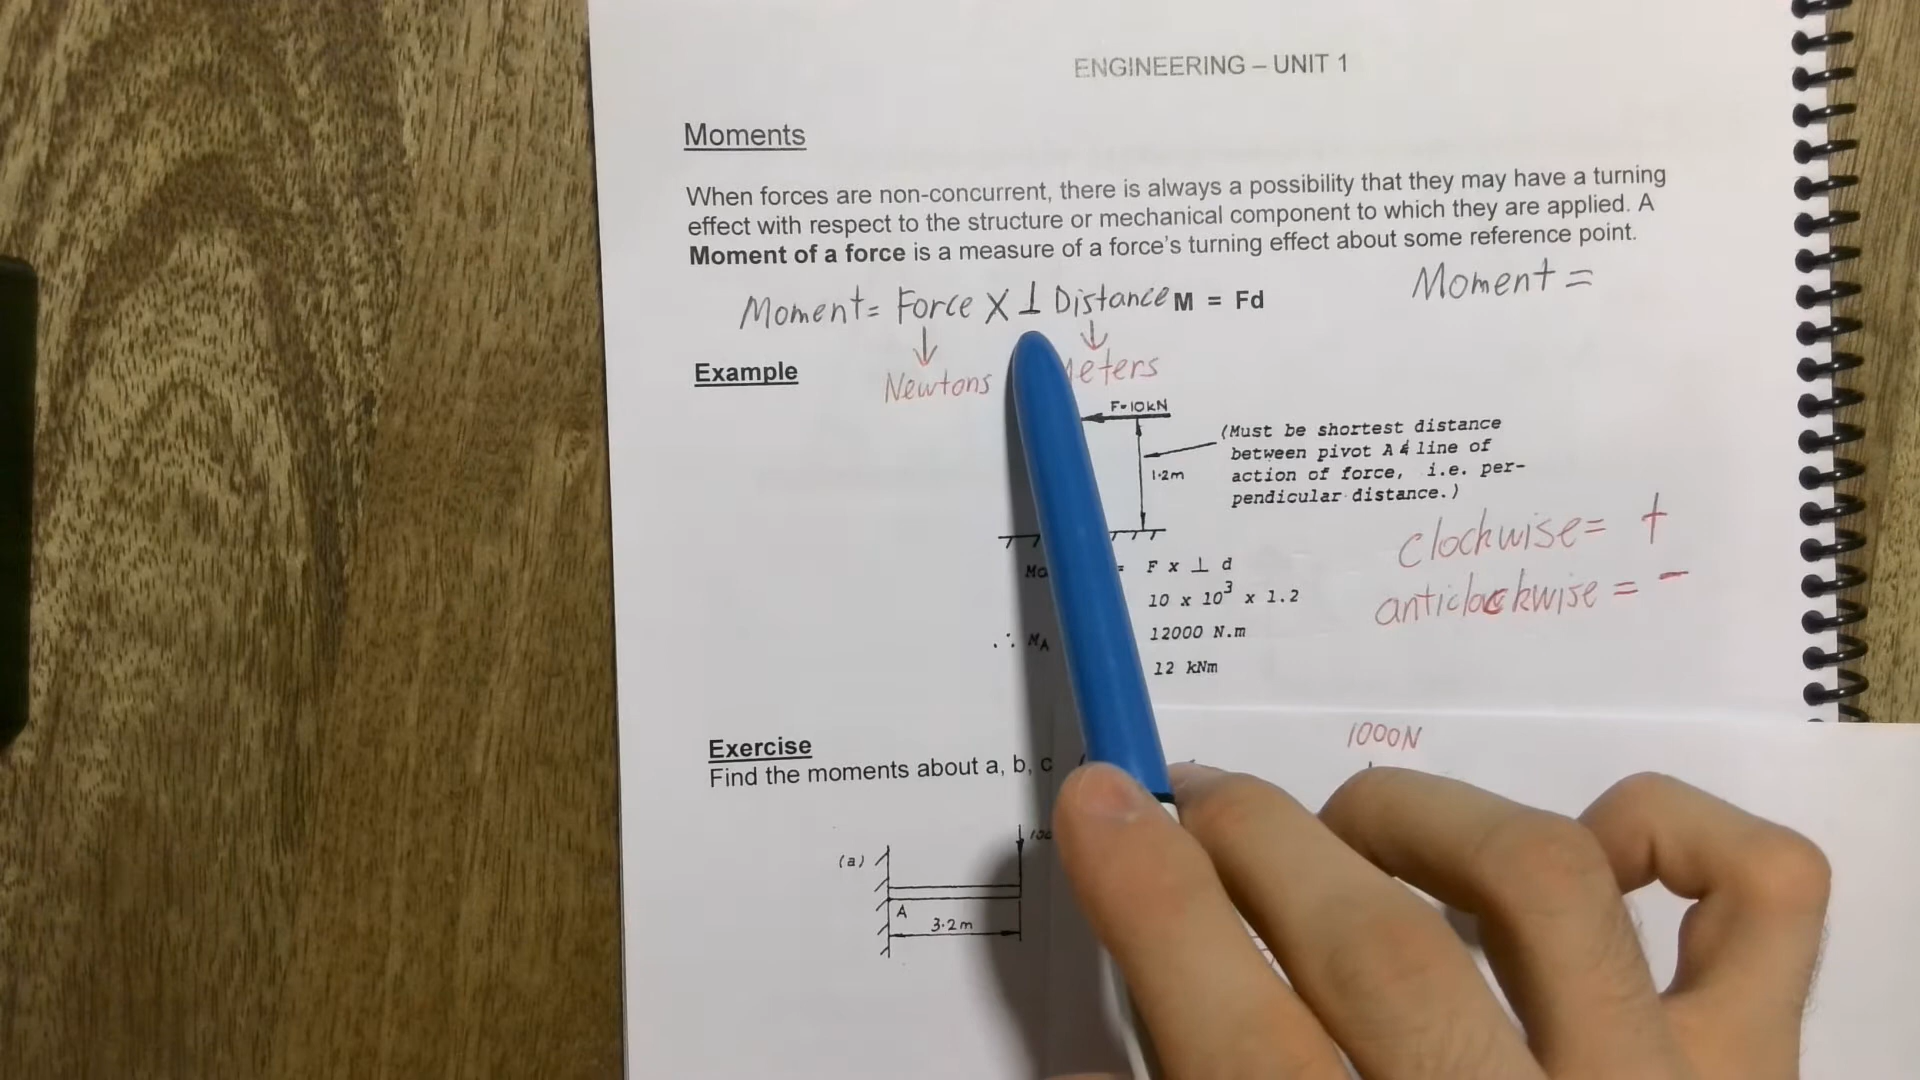 ENGINEERING – UNIT 1
Moments
When forces are non-concurrent, there is always a possibility that they may have a turning
effect with respect to the structure or mechanical component to which they are applied. A
Moment of a force is a measure of a force's turning effect about some reference point.
Moment =
Moment = Force X ⊥ Distance M = Fd
Newtons
eters
Example
F=10kN
1.2m
(Must be shortest distance
between pivot A & line of
action of force, i.e. per-
pendicular distance.)
clockwise = +
anticlockwise = -
= F x ⊥ d
10 x 10³ x 1.2
∴ MA
12000 N.m
12 kNm
1000N
Exercise
Find the moments about a, b, c
(a)
A
3.2m